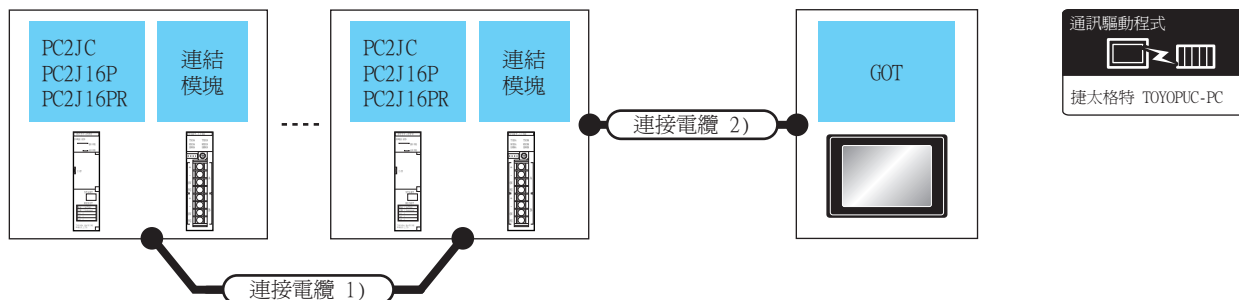 PC2JC
PC2J16P
PC2J16PR
連結
模塊
PC2JC
PC2J16P
PC2J16PR
連結
模塊
GOT
連接電纜 2)
連接電纜 1)
通訊驅動程式
捷太格特 TOYOPUC-PC